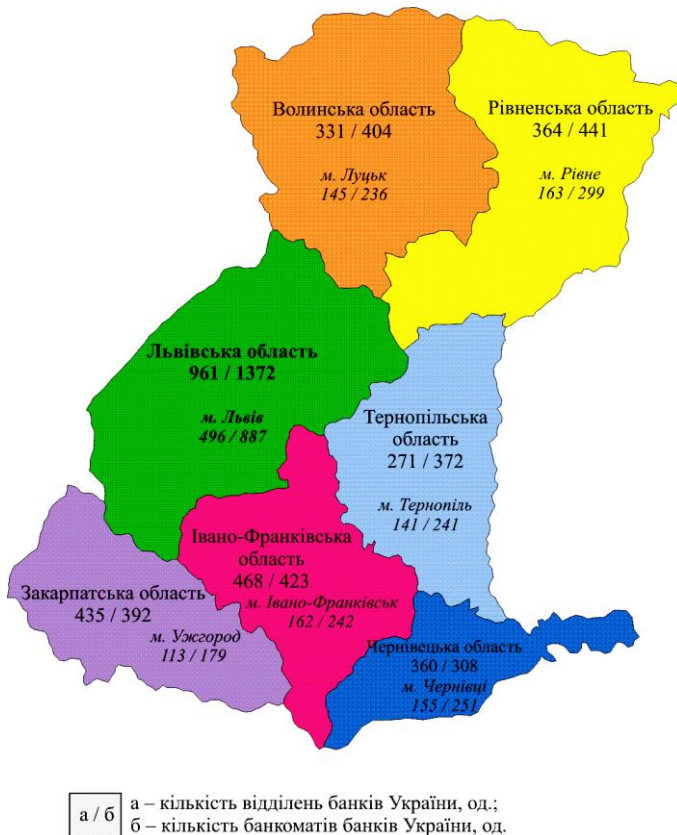 Волинська область
331 / 404
м. Луцьк
145 / 236
Рівненська область
364 / 441
м. Рівне
163 / 299
Львівська область
961 / 1372
м. Львів
496 / 887
Тернопільська
область
271 / 372
м. Тернопіль
141 / 241
Івано-Франківська
область
468 / 423
м. Івано-Франківськ
162 / 242
Закарпатська область
435 / 392
м. Ужгород
113 / 179
Чернівецька область
360 / 308
м. Чернівці
155 / 251
а / б
а – кількість відділень банків України, од.;
б – кількість банкоматів банків України, од.